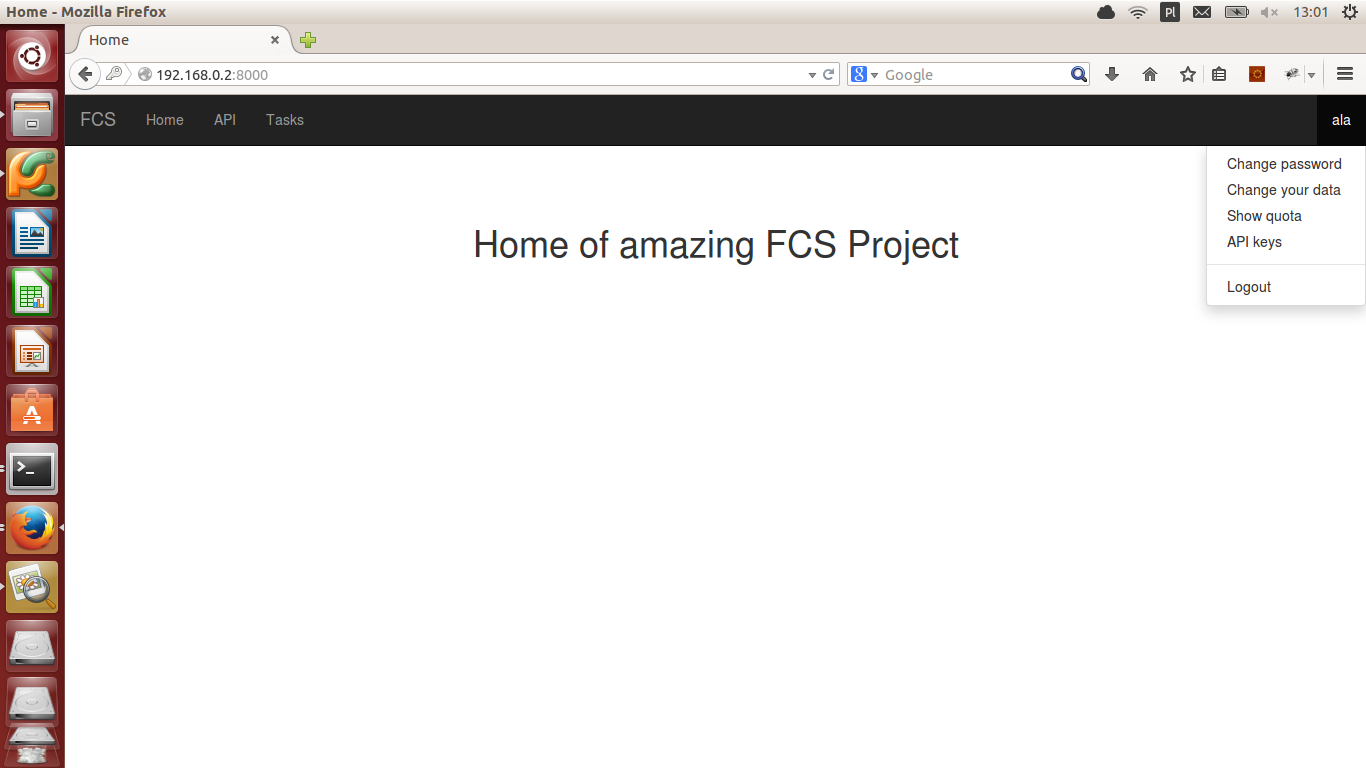 Home - Mozilla Firefox
Pl
13:01
Home
192.168.0.2:8000
8
Google
FCS
Home
API
Tasks
ala
Change password
Change your data
Show quota
API keys
Logout
Home of amazing FCS Project